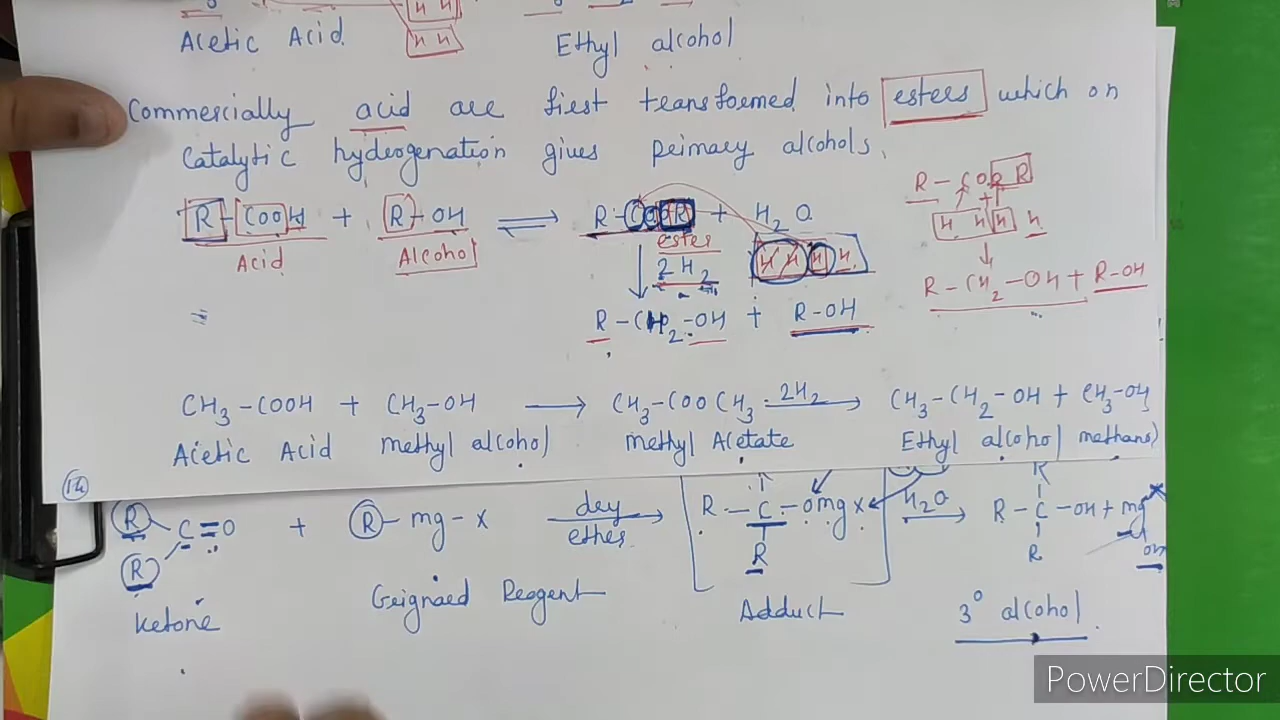 Acetic Acid Ethyl alcohol
Commercially acid are first transformed into esters which on
Catalytic hydrogenation gives primary alcohols.
R-COOH + R-OH ⇌ R-COOR + H2O
Acid Alcohol ester
2H2 H H H H
R-CH2-OH + R-OH
R-COOR
+
H H H H
↓
R-CH2-OH + R-OH
=
CH3-COOH + CH3-OH → CH3-COOCH3 2H2→ CH3-CH2-OH + CH3-OH
Acetic Acid methyl alcohol methyl Acetate Ethyl alcohol methanol
14
R
C=O + R-mg-x dry ether → R-C-omgx H2O→ R-C-OH + mg x OH
R R R
Ketone Grignard Reagent Adduct 3° alcohol.
PowerDirector